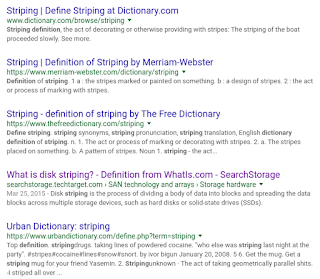 Striping | Define Striping at Dictionary.com
www.dictionary.com/browse/striping
Striping definition, the act of decorating or otherwise providing with stripes: The striping of the boat
proceeded slowly. See more.
Striping | Definition of Striping by Merriam-Webster
https://www.merriam-webster.com/dictionary/striping
Definition of striping. 1 a : the stripes marked or painted on something. b : a design of stripes. 2 : the act
or process of marking with stripes.
Striping - definition of striping by The Free Dictionary
www.thefreedictionary.com/striping
Define striping. striping synonyms, striping pronunciation, striping translation, English dictionary
definition of striping. n. 1. The act or process of marking or decorating with stripes. 2. a. The stripes
placed on something. b. A pattern of stripes. Noun 1. striping - the act...
What is disk striping? - Definition from WhatIs.com - SearchStorage
searchstorage.techtarget.com › SAN technology and arrays › Storage hardware
Mar 25, 2015 - Disk striping is the process of dividing a body of data into blocks and spreading the data
blocks across multiple storage devices, such as hard disks or solid-state drives (SSDs).
Urban Dictionary: striping
https://www.urbandictionary.com/define.php?term=striping
Top definition. stripingdrugs. taking lines of powdered cocaine. "who else was striping last night at the
party". #stripes#cocaine#lines#snow#snort. by ivor bigun January 20, 2008. 5 6. Get the mug. Get a
striping mug for your friend Yasemin. 2. Stripingunknown · The act of taking geometrically parallel shits.
-I striped all over ...